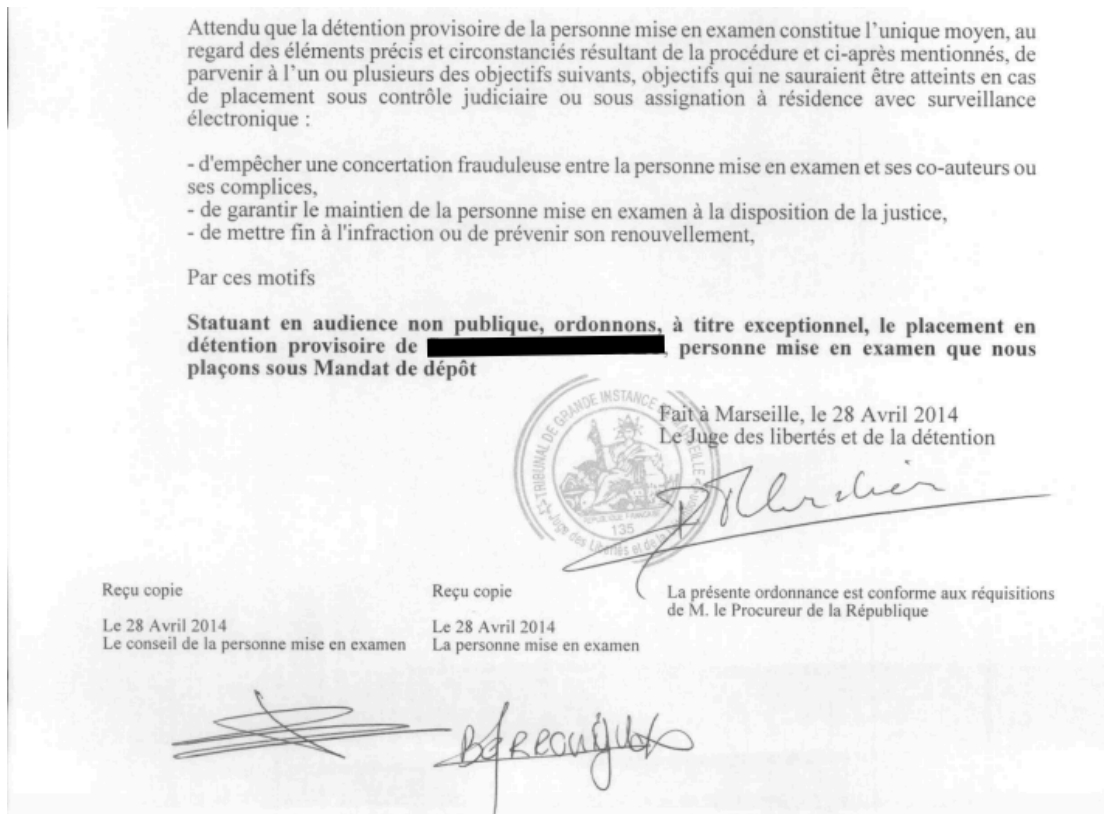 Attendu que la détention provisoire de la personne mise en examen constitue l'unique moyen, au
regard des éléments précis et circonstanciés résultant de la procédure et ci-après mentionnés, de
parvenir à l'un ou plusieurs des objectifs suivants, objectifs qui ne sauraient être atteints en cas
de placement sous contrôle judiciaire ou sous assignation à résidence avec surveillance
électronique :
- d'empêcher une concertation frauduleuse entre la personne mise en examen et ses co-auteurs ou
ses complices,
- de garantir le maintien de la personne mise en examen à la disposition de la justice,
- de mettre fin à l'infraction ou de prévenir son renouvellement,
Par ces motifs
Statuant en audience non publique, ordonnons, à titre exceptionnel, le placement en
détention provisoire de , personne mise en examen que nous
plaçons sous Mandat de dépôt
TRIBUNAL DE GRANDE INSTANCE MARSEILLE
135
Juge des Libertés et de la
Fait à Marseille, le 28 Avril 2014
Le Juge des libertés et de la détention
Reçu copie
Le 28 Avril 2014
Le conseil de la personne mise en examen
Reçu copie
Le 28 Avril 2014
La personne mise en examen
La présente ordonnance est conforme aux réquisitions
de M. le Procureur de la République